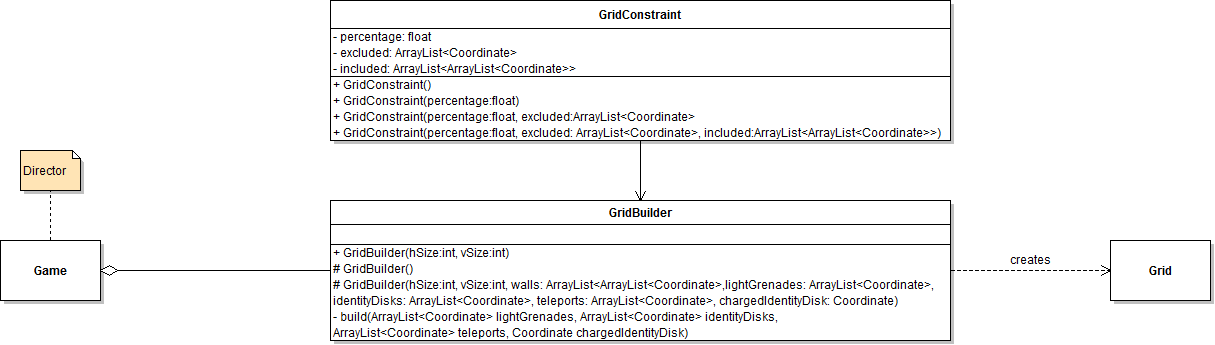 GridConstraint
- percentage: float
- excluded: ArrayList<Coordinate>
- included: ArrayList<ArrayList<Coordinate>>
+ GridConstraint()
+ GridConstraint(percentage:float)
+ GridConstraint(percentage:float, excluded:ArrayList<Coordinate>
+ GridConstraint(percentage:float, excluded: ArrayList<Coordinate>, included:ArrayList<ArrayList<Coordinate>>)
Director
Game
GridBuilder
+ GridBuilder(hSize:int, vSize:int)
# GridBuilder()
# GridBuilder(hSize:int, vSize:int, walls: ArrayList<ArrayList<Coordinate>,lightGrenades: ArrayList<Coordinate>,
identityDisks: ArrayList<Coordinate>, teleports: ArrayList<Coordinate>, chargedIdentityDisk: Coordinate)
- build(ArrayList<Coordinate> lightGrenades, ArrayList<Coordinate> identityDisks,
ArrayList<Coordinate> teleports, Coordinate chargedIdentityDisk)
creates
Grid